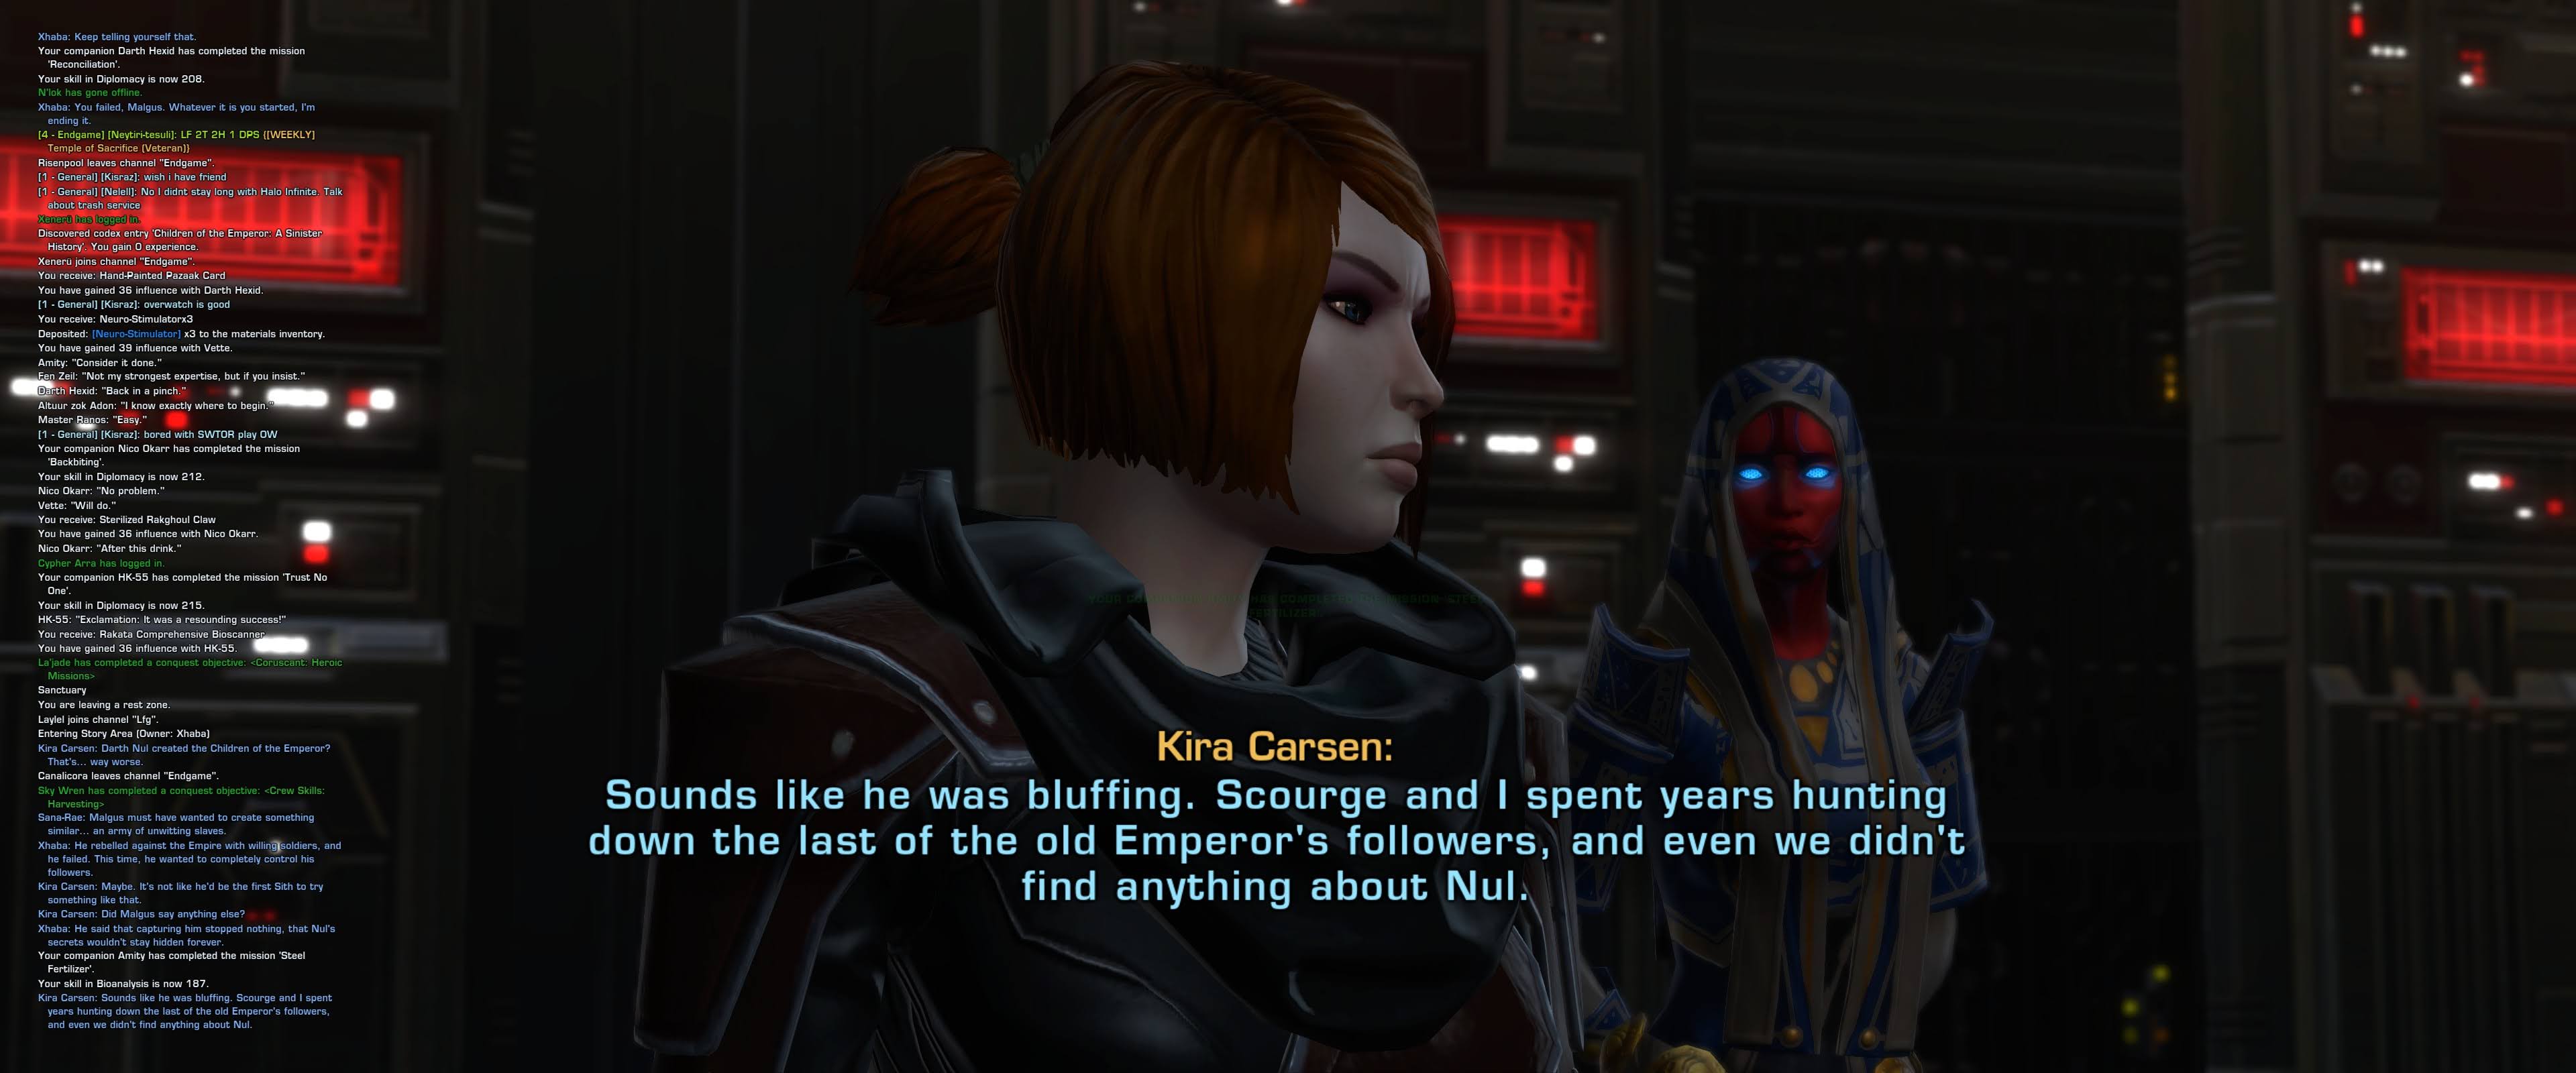 Xhaba: Keep telling yourself that.
Your companion Darth Hexid has completed the mission
'Reconciliation'.
Your skill in Diplomacy is now 208.
N'lok has gone offline.
Xhaba: You failed, Malgus. Whatever it is you started, I'm
ending it.
[4 - Endgame] [Neytiri-tesuli]: LF 2T 2H 1 DPS {[WEEKLY]
Temple of Sacrifice (Veteran)}
Risenpool leaves channel "Endgame".
[1 - General] [Kisraz]: wish i have friend
[1 - General] [Nelell]: No I didnt stay long with Halo Infinite. Talk
about trash service
Xenerü has logged in.
Discovered codex entry 'Children of the Emperor: A Sinister
History'. You gain 0 experience.
Xenerü joins channel "Endgame".
You receive: Hand-Painted Pazaak Card
You have gained 36 influence with Darth Hexid.
[1 - General] [Kisraz]: overwatch is good
You receive: Neuro-Stimulatorx3
Deposited: [Neuro-Stimulator] x3 to the materials inventory.
You have gained 39 influence with Vette.
Amity: "Consider it done."
Fen Zeil: "Not my strongest expertise, but if you insist."
Darth Hexid: "Back in a pinch."
Altuur zok Adon: "I know exactly where to begin."
Master Ranos: "Easy."
[1 - General] [Kisraz]: bored with SWTOR play OW
Your companion Nico Okarr has completed the mission
'Backbiting'.
Your skill in Diplomacy is now 212.
Nico Okarr: "No problem."
Vette: "Will do."
You receive: Sterilized Rakghoul Claw
You have gained 36 influence with Nico Okarr.
Nico Okarr: "After this drink."
Cypher Arra has logged in.
Your companion HK-55 has completed the mission 'Trust No
One'.
Your skill in Diplomacy is now 215.
HK-55: "Exclamation: It was a resounding success!"
You receive: Rakata Comprehensive Bioscanner
You have gained 36 influence with HK-55.
La'jade has completed a conquest objective: <Coruscant: Heroic
Missions>
Sanctuary
You are leaving a rest zone.
Laylel joins channel "Lfg".
Entering Story Area (Owner: Xhaba)
Kira Carsen: Darth Nul created the Children of the Emperor?
That's... way worse.
Canalicora leaves channel "Endgame".
Sky Wren has completed a conquest objective: <Crew Skills:
Harvesting>
Sana-Rae: Malgus must have wanted to create something
similar... an army of unwitting slaves.
Xhaba: He rebelled against the Empire with willing soldiers, and
he failed. This time, he wanted to completely control his
followers.
Kira Carsen: Maybe. It's not like he'd be the first Sith to try
something like that.
Kira Carsen: Did Malgus say anything else?
Xhaba: He said that capturing him stopped nothing, that Nul's
secrets wouldn't stay hidden forever.
Your companion Amity has completed the mission 'Steel
Fertilizer'.
Your skill in Bioanalysis is now 187.
Kira Carsen: Sounds like he was bluffing. Scourge and I spent
years hunting down the last of the old Emperor's followers,
and even we didn't find anything about Nul.
Kira Carsen:
Sounds like he was bluffing. Scourge and I spent years hunting
down the last of the old Emperor's followers, and even we didn't
find anything about Nul.